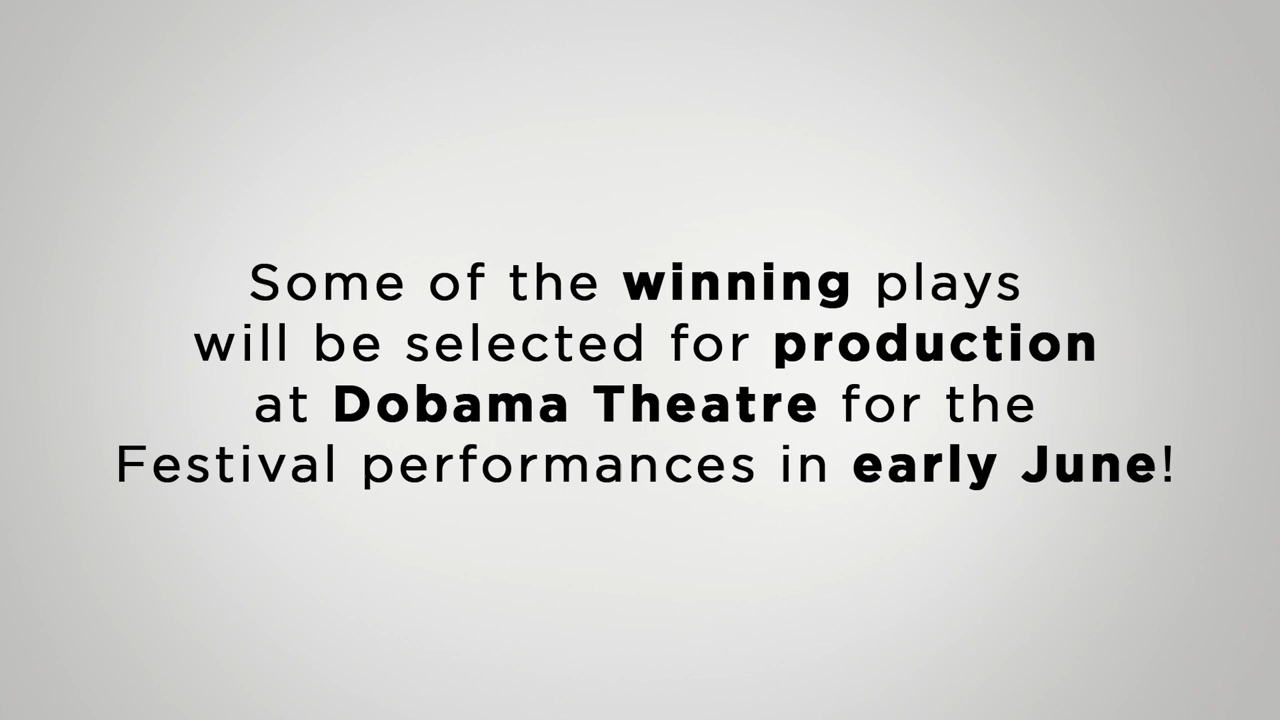 Some of the winning plays
will be selected for production
at Dobama Theatre for the
Festival performances in early June!